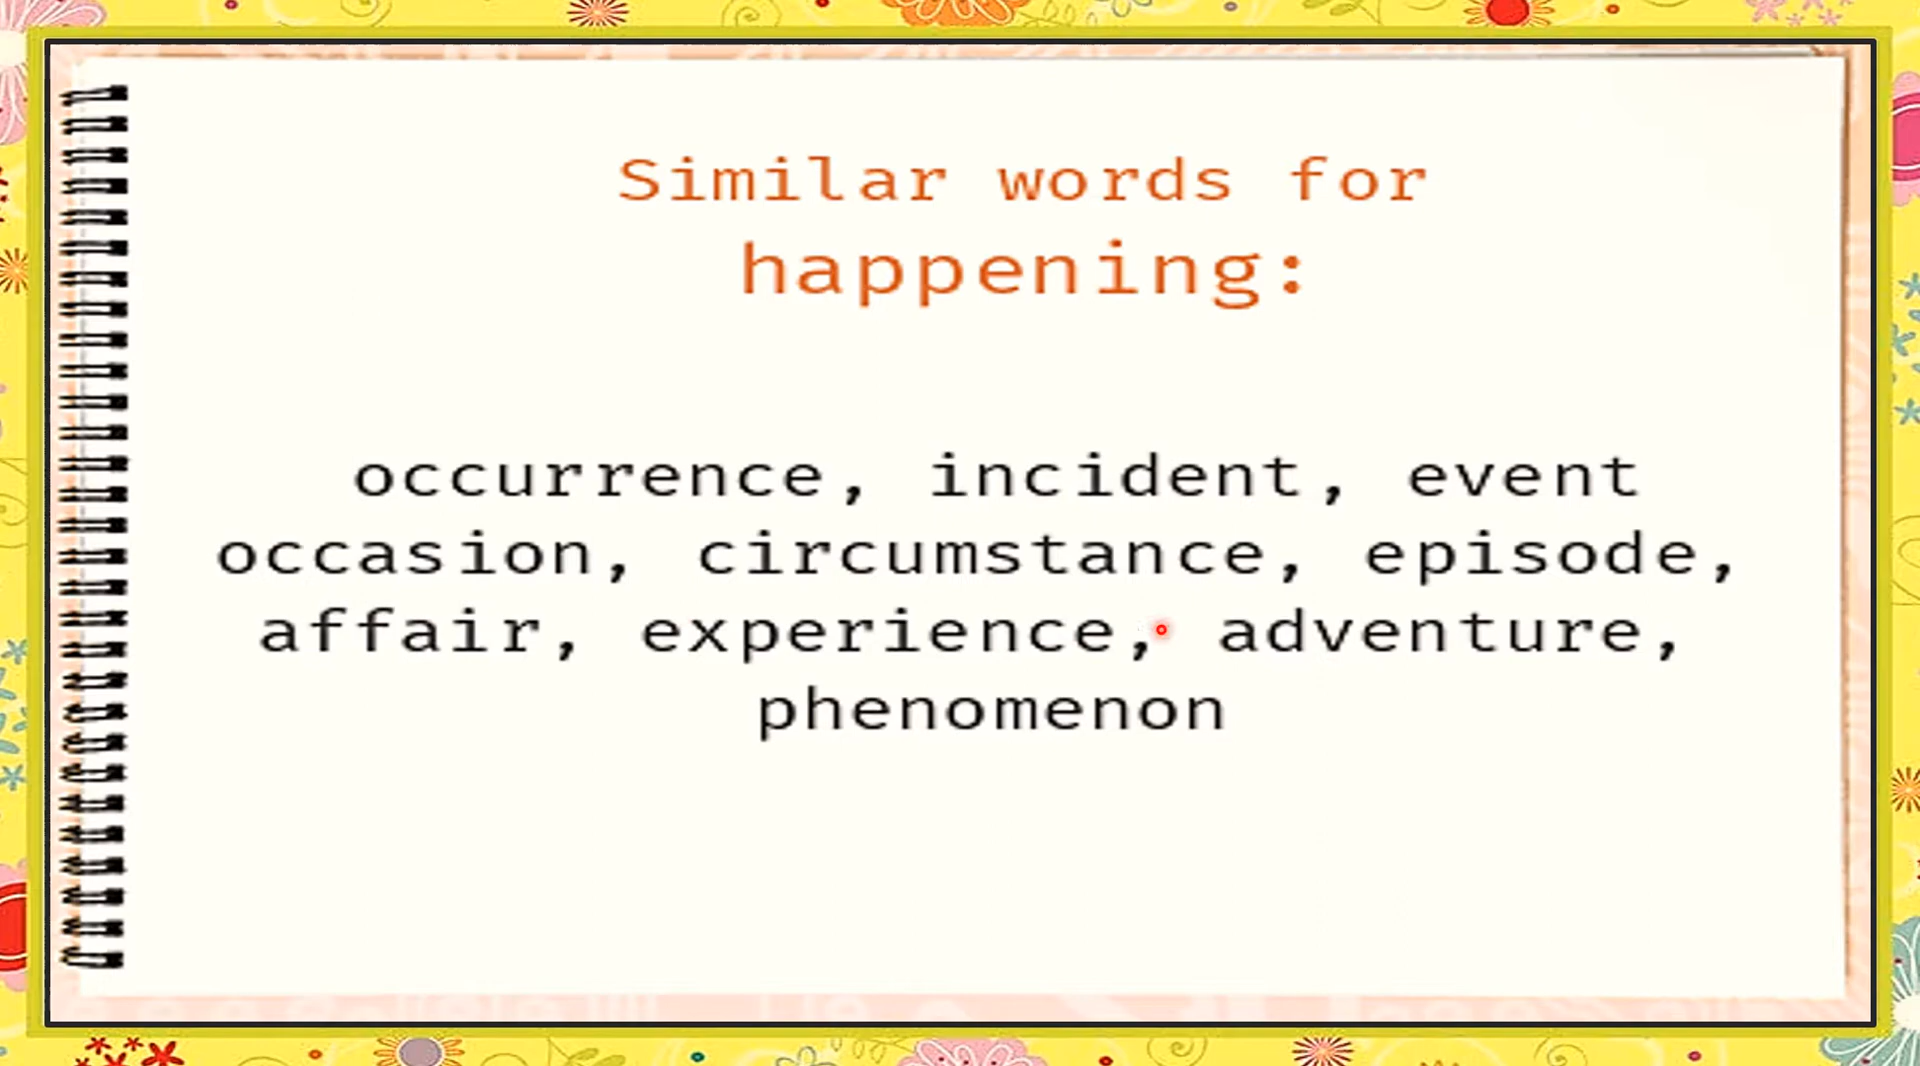 Similar words for
happening:
occurrence, incident, event
occasion, circumstance, episode,
affair, experience, adventure,
phenomenon